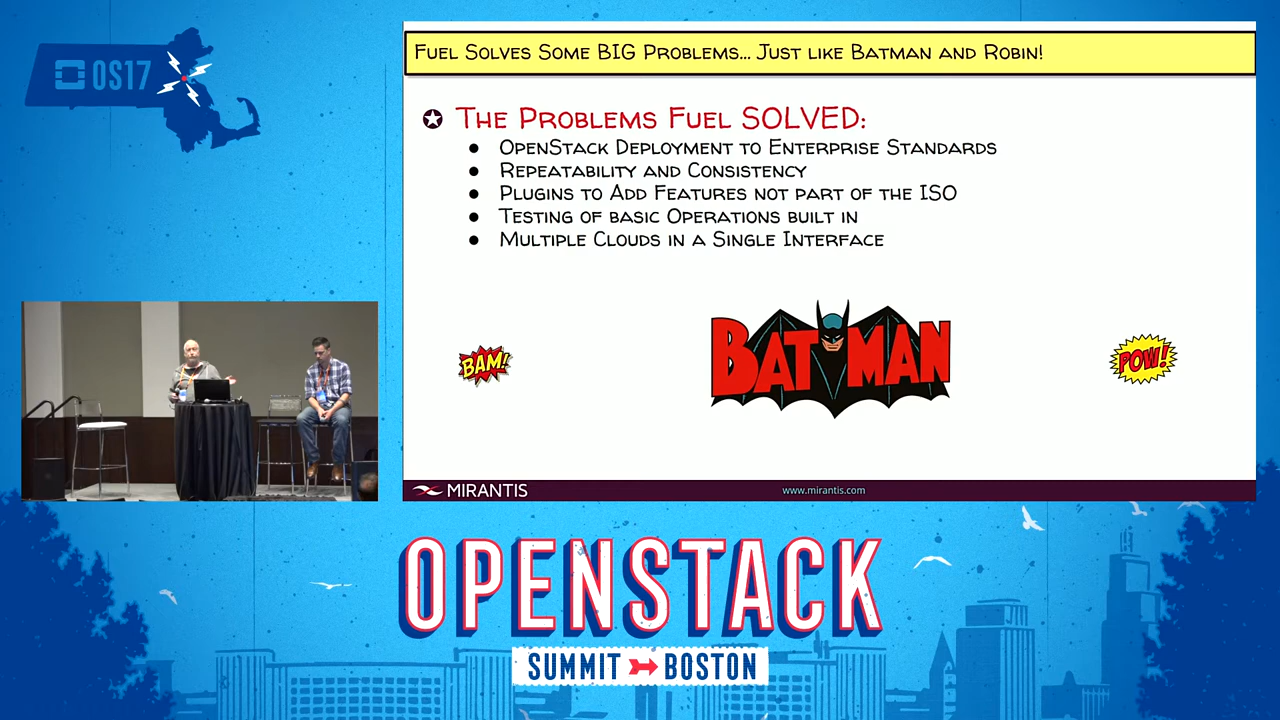 OS17
Fuel Solves Some BIG Problems... Just like Batman and Robin!
The Problems Fuel SOLVED:
OpenStack Deployment to Enterprise Standards
Repeatability and Consistency
Plugins to Add Features not part of the ISO
Testing of basic Operations built in
Multiple Clouds in a Single Interface
BAM!
BATMAN
POW!
MIRANTIS
www.mirantis.com
OPENSTACK
SUMMIT BOSTON